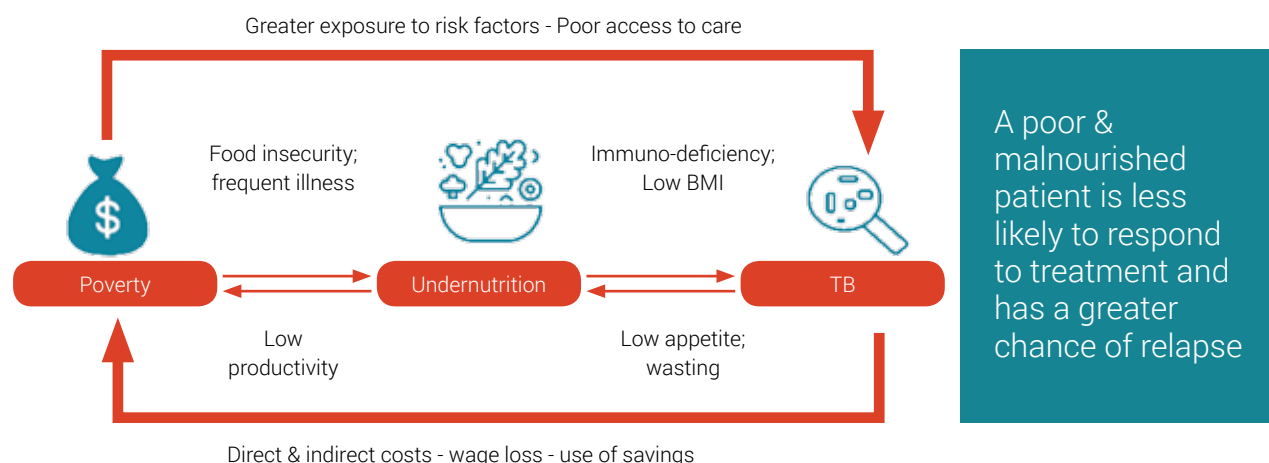 Greater exposure to risk factors - Poor access to care
Food insecurity;
frequent illness
Immuno-deficiency;
Low BMI
$
Poverty
Undernutrition
TB
Low
productivity
Low appetite;
wasting
Direct & indirect costs - wage loss - use of savings
A poor &
malnourished
patient is less
likely to respond
to treatment and
has a greater
chance of relapse